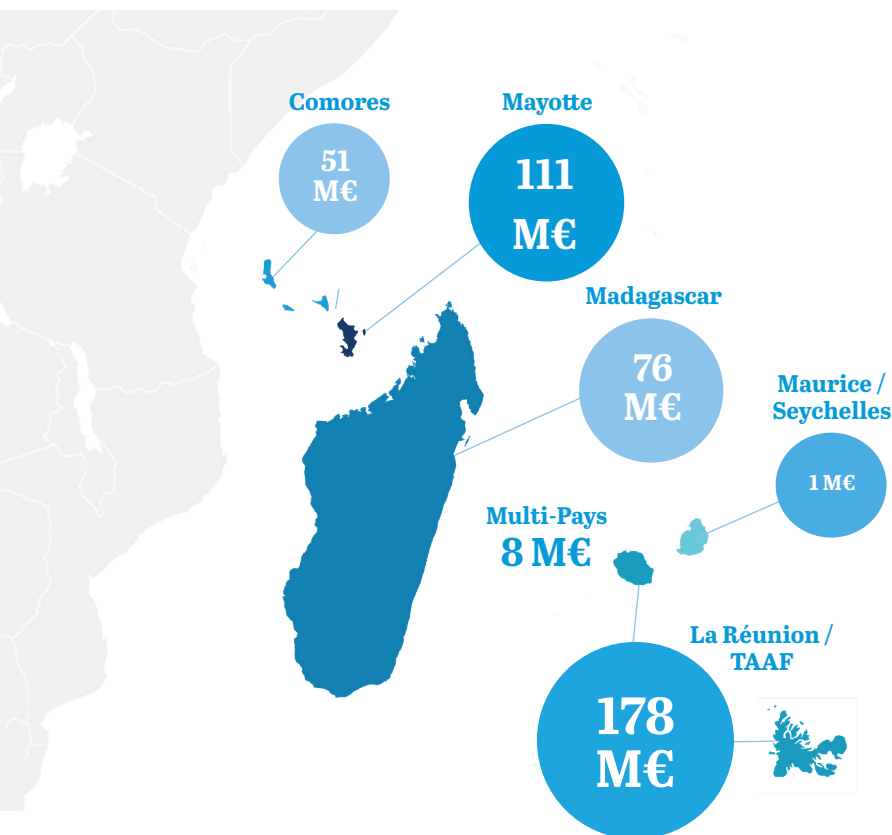 Comores
51
M€
Mayotte
111
M€
Madagascar
76
M€
Maurice /
Seychelles
1 M€
Multi-Pays
8 M€
La Réunion /
TAAF
178
M€